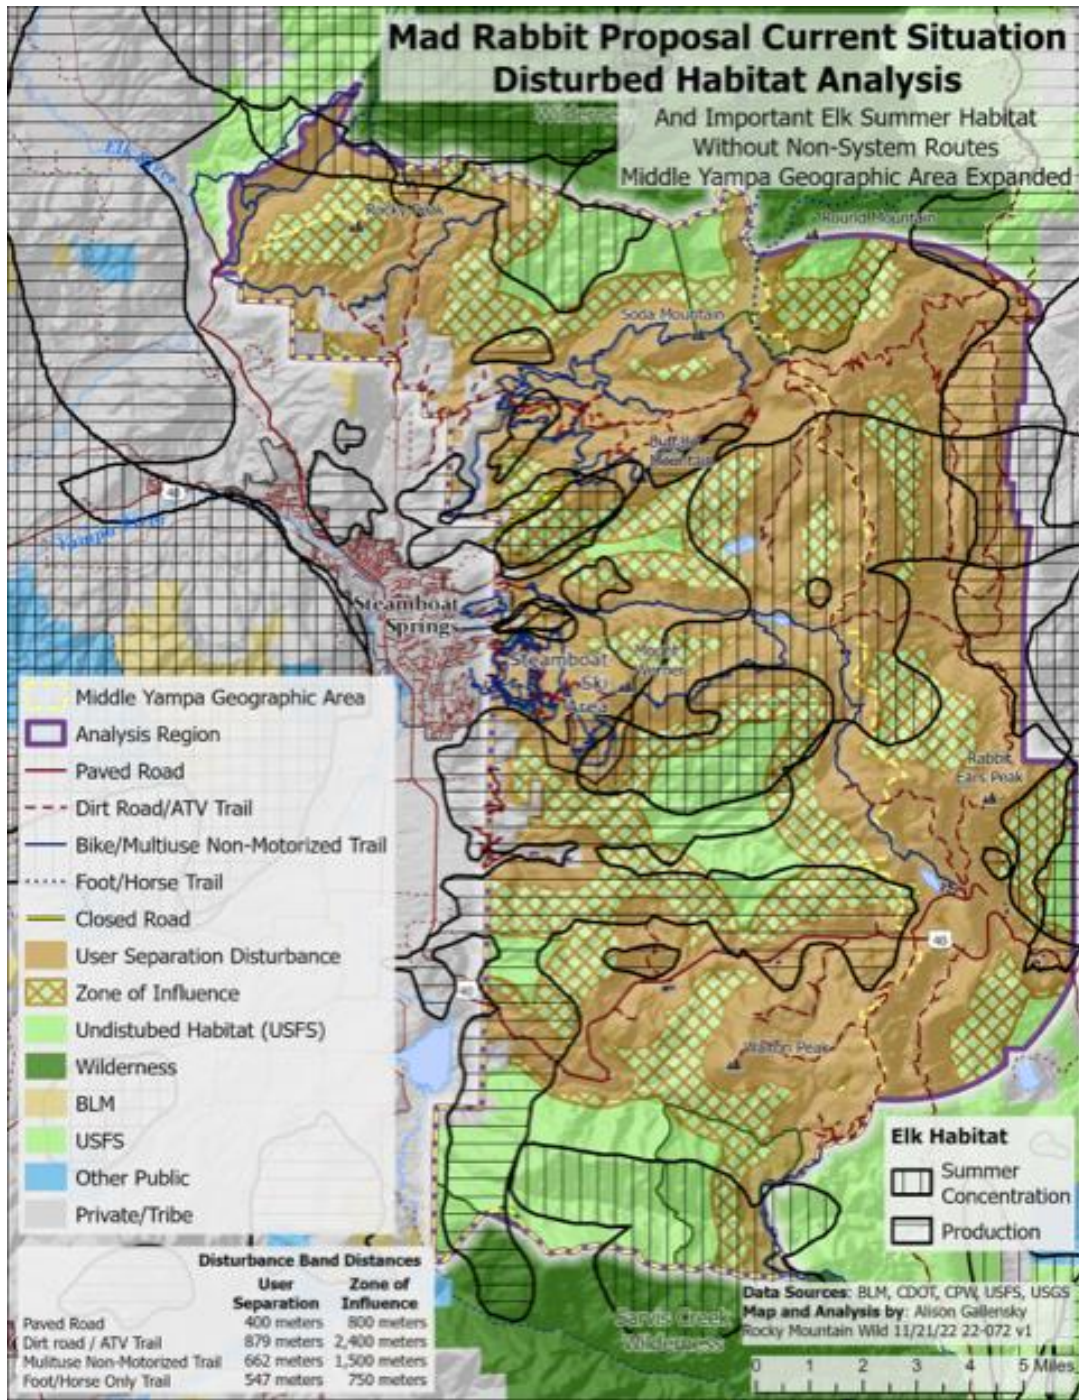 Mad Rabbit Proposal Current Situation
Disturbed Habitat Analysis
And Important Elk Summer Habitat
Without Non-System Routes
Middle Yampa Geographic Area Expanded
Wilderness
Elk River
Rocky Peak
Round Mountain
Soda Mountain
Buffalo
Mountain
40
Yampa River
Steamboat
Springs
Steamboat
Ski
Area
Mount
Werner
Rabbit
Ears Peak
40
40
Walton Peak
Sarvis Creek
Wilderness
Middle Yampa Geographic Area
Analysis Region
Paved Road
Dirt Road/ATV Trail
Bike/Multiuse Non-Motorized Trail
Foot/Horse Trail
Closed Road
User Separation Disturbance
Zone of Influence
Undistubed Habitat (USFS)
Wilderness
BLM
USFS
Other Public
Private/Tribe
Elk Habitat
Summer
Concentration
Production
Disturbance Band Distances
User Separation Zone of Influence
Paved Road 400 meters 800 meters
Dirt road / ATV Trail 879 meters 2,400 meters
Mulituse Non-Motorized Trail 662 meters 1,500 meters
Foot/Horse Only Trail 547 meters 750 meters
Data Sources: BLM, CDOT, CPW, USFS, USGS
Map and Analysis by: Alison Gallensky
Rocky Mountain Wild 11/21/22 22-072 v1
0 1 2 3 4 5 Miles